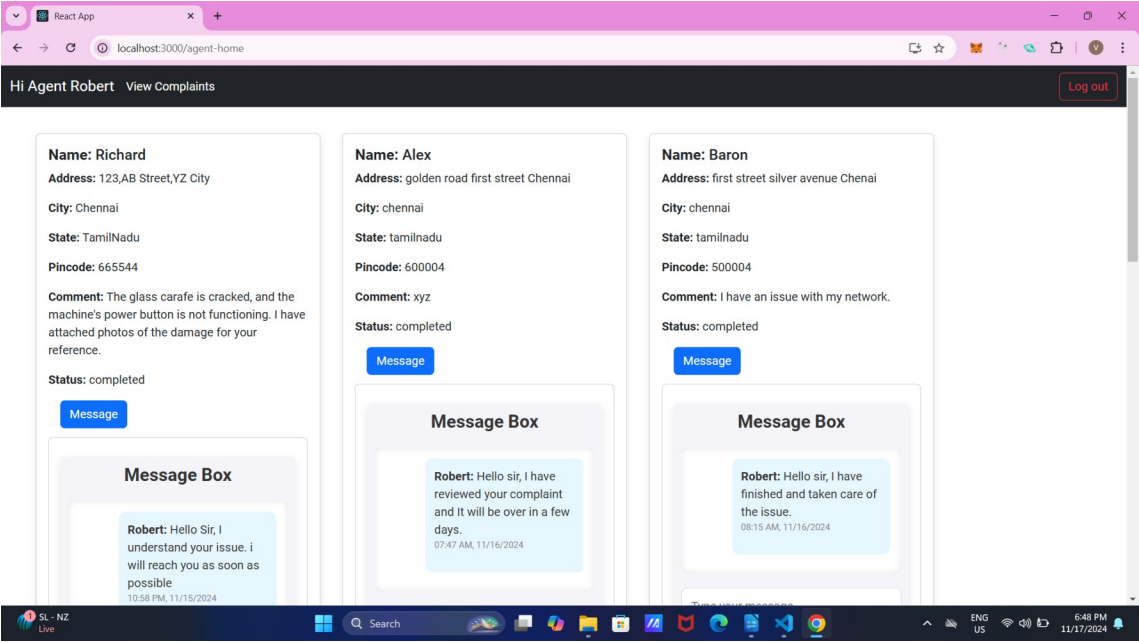 React App
localhost:3000/agent-home
V
Hi Agent Robert View Complaints
Log out
Name: Richard
Address: 123,AB Street,YZ City
City: Chennai
State: TamilNadu
Pincode: 665544
Comment: The glass carafe is cracked, and the
machine's power button is not functioning. I have
attached photos of the damage for your
reference.
Status: completed
Message
Message Box
Robert: Hello Sir, I
understand your issue. i
will reach you as soon as
possible
10:58 PM, 11/15/2024
Name: Alex
Address: golden road first street Chennai
City: chennai
State: tamilnadu
Pincode: 600004
Comment: xyz
Status: completed
Message
Message Box
Robert: Hello sir, I have
reviewed your complaint
and It will be over in a few
days.
07:47 AM, 11/16/2024
Name: Baron
Address: first street silver avenue Chenai
City: chennai
State: tamilnadu
Pincode: 500004
Comment: I have an issue with my network.
Status: completed
Message
Message Box
Robert: Hello sir, I have
finished and taken care of
the issue.
08:15 AM, 11/16/2024
Type your message
1
SL - NZ
Live
Search
ENG
US
6:48 PM
11/17/2024